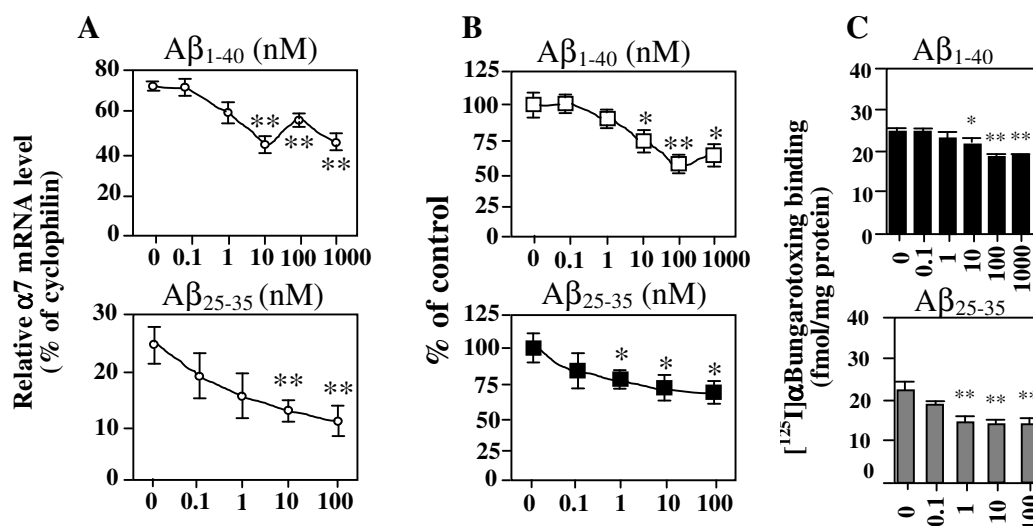 A
Aβ1-40 (nM)
80
60
40
20
0
** ** **
0 0.1 1 10 100 1000
Aβ25-35 (nM)
30
20
10
0
** **
0 0.1 1 10 100
Relative α7 mRNA level
(% of cyclophilin)
B
Aβ1-40 (nM)
125
100
75
50
25
0
* ** *
0 0.1 1 10 100 1000
Aβ25-35 (nM)
125
100
75
50
25
0
* * *
0 0.1 1 10 100
% of control
C
Aβ1-40
40
30
20
10
0
* ** **
0 0.1 1 10 100 1000
Aβ25-35
40
30
20
10
0
** ** **
0 0.1 1 10 100
[125I]αBungarotoxing binding
(fmol/mg protein)